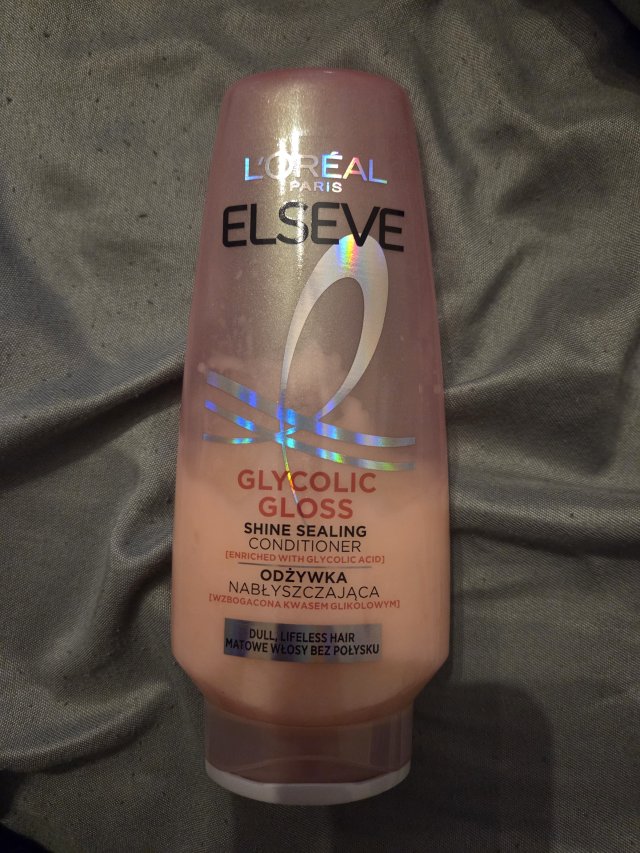 L'ORÉAL
PARIS
ELSEVE
GLYCOLIC
GLOSS
SHINE SEALING
CONDITIONER
[ENRICHED WITH GLYCOLIC ACID]
ODŻYWKA
NABŁYSZCZAJĄCA
[WZBOGACONA KWASEM GLIKOLOWYM]
DULL, LIFELESS HAIR
MATOWE WŁOSY BEZ POŁYSKU